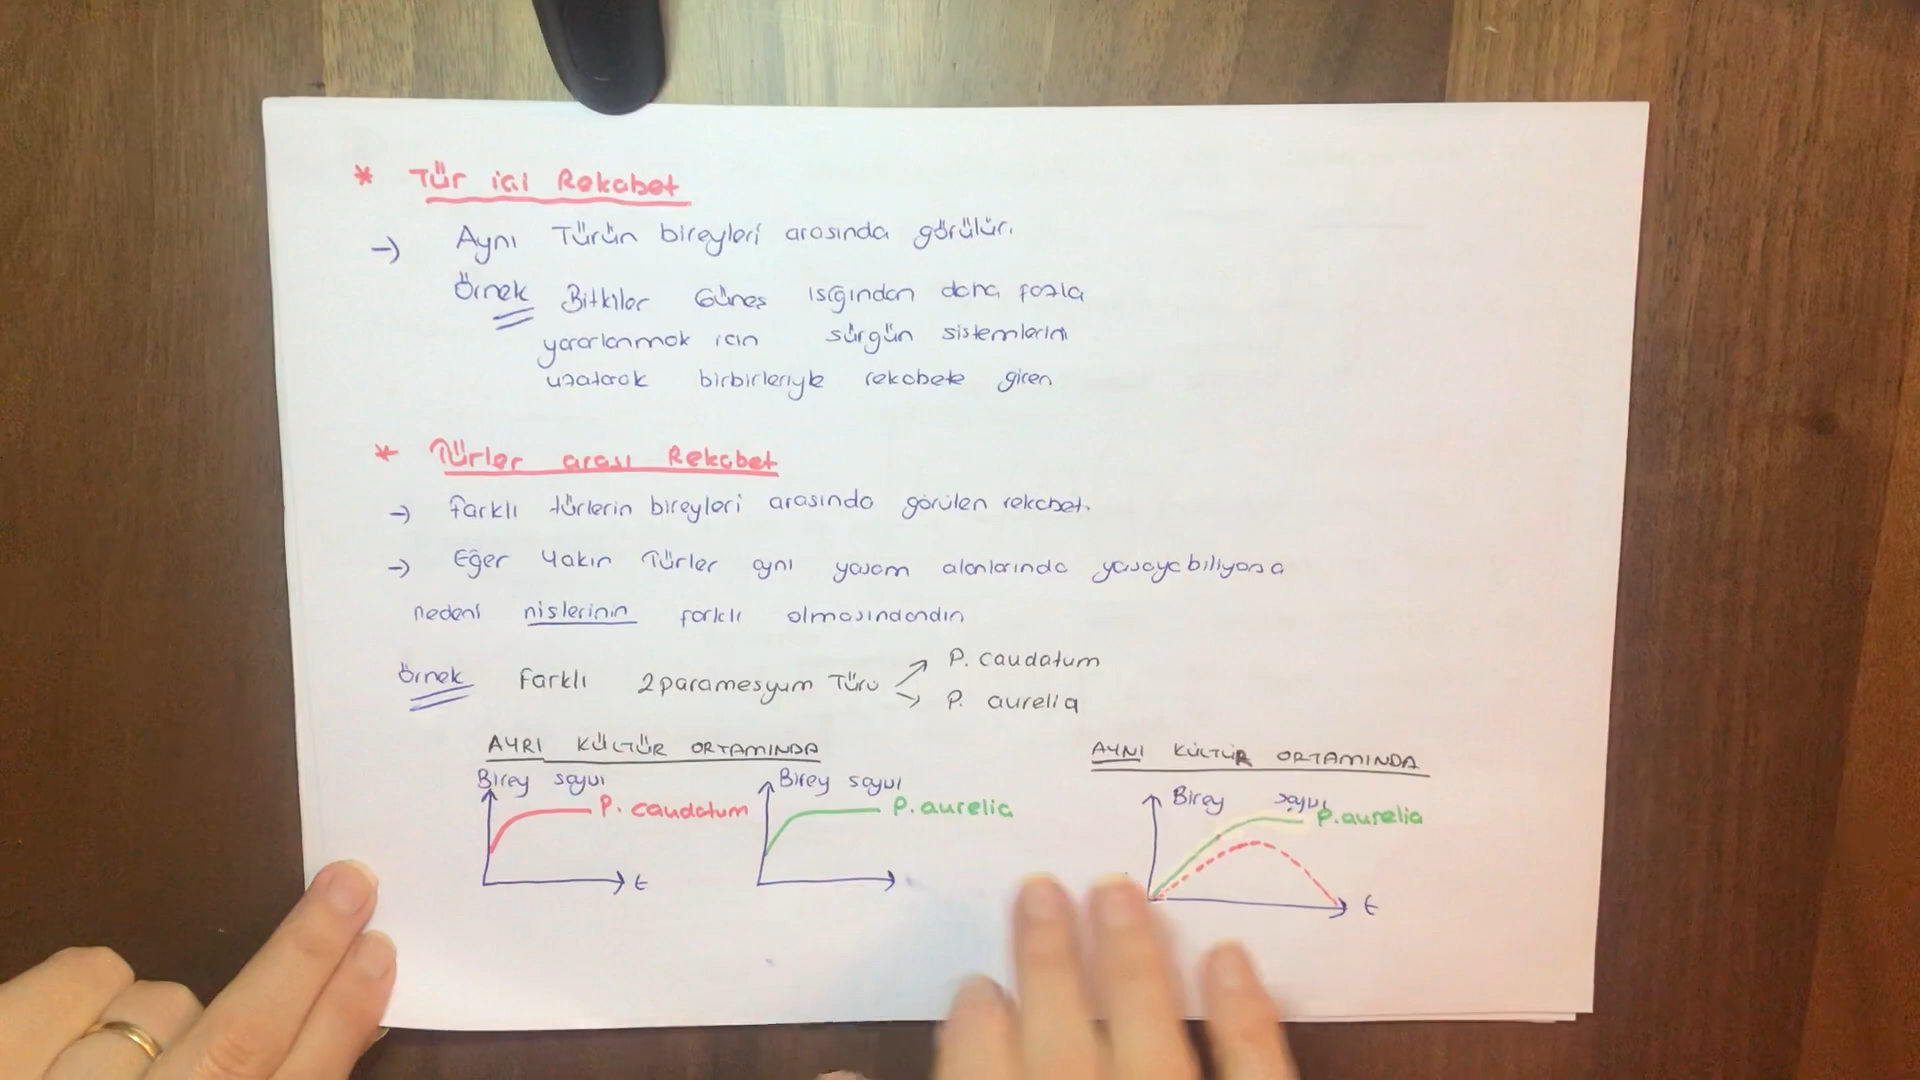 * Tür içi Rekabet
→ Aynı Türün bireyleri arasında görülür.
Örnek Bitkiler Güneş ışığından daha fazla
yararlanmak için sürgün sistemlerini
uzatarak birbirleriyle rekabete giren
* Türler arası Rekabet
→ farklı türlerin bireyleri arasında görülen rekabet.
→ Eğer Yakın Türler aynı yaşam alanlarında yaşayabiliyorsa
nedeni nişlerinin farklı olmasındandır
Örnek farklı 2 paramesyum Türü
P. caudatum
P. aurelia
AYRI KÜLTÜR ORTAMINDA
Birey sayısı
P. caudatum
t
Birey sayısı
P. aurelia
AYNI KÜLTÜR ORTAMINDA
Birey sayısı
P. aurelia
t